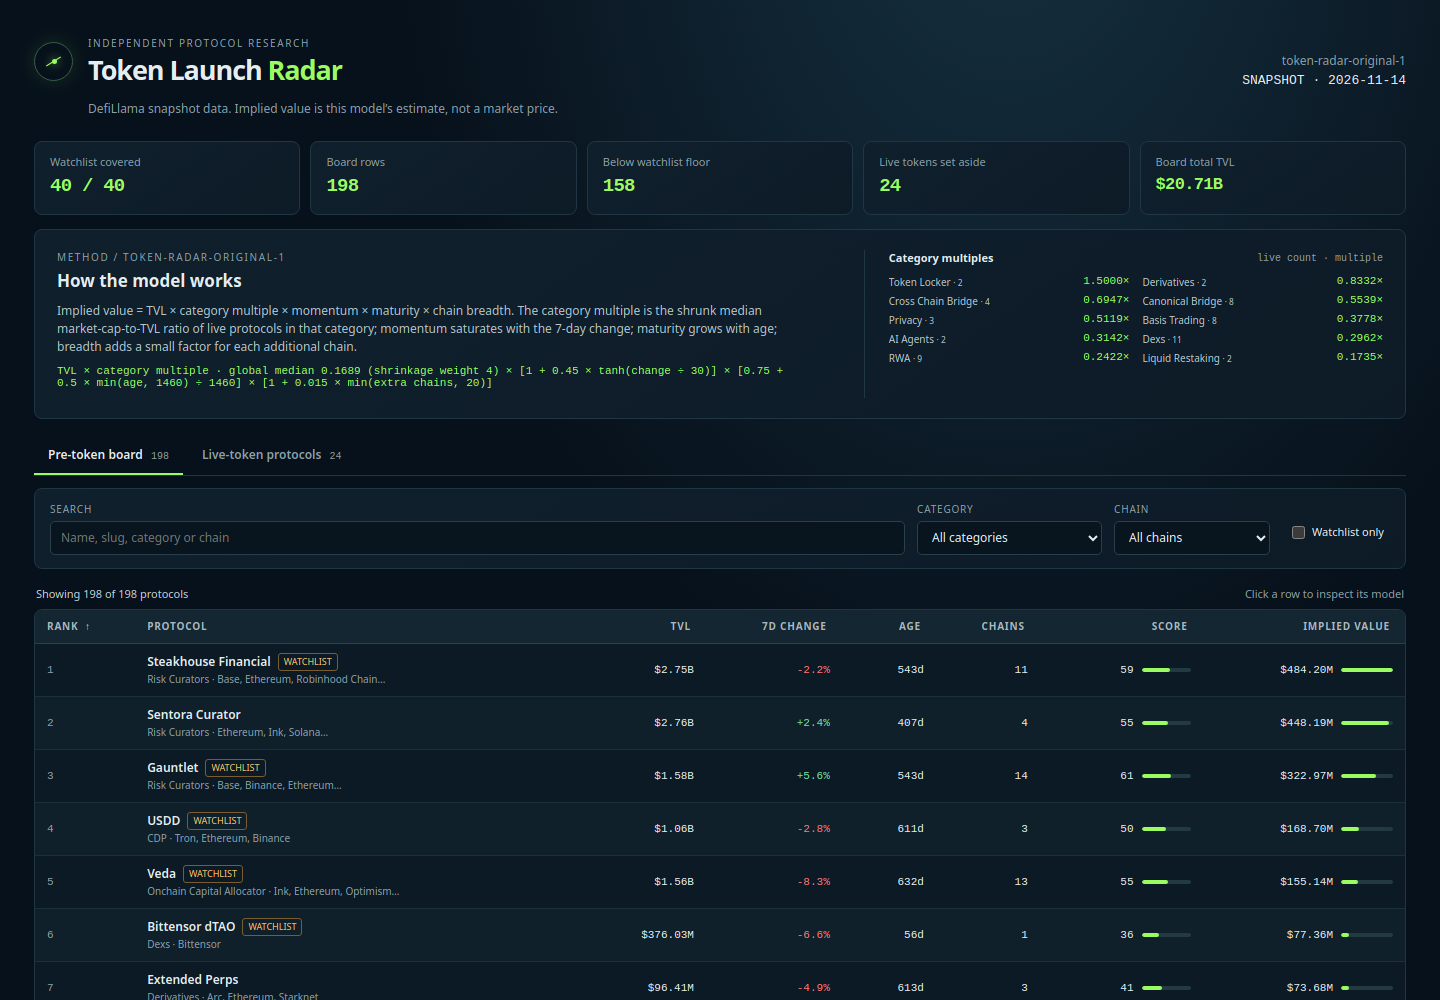 INDEPENDENT PROTOCOL RESEARCH
Token Launch Radar
DefiLlama snapshot data. Implied value is this model’s estimate, not a market price.
token-radar-original-1
SNAPSHOT · 2026-11-14
Watchlist covered
40 / 40
Board rows
198
Below watchlist floor
158
Live tokens set aside
24
Board total TVL
$20.71B
METHOD / TOKEN-RADAR-ORIGINAL-1
How the model works
Implied value = TVL × category multiple × momentum × maturity × chain breadth. The category multiple is the shrunk median
market-cap-to-TVL ratio of live protocols in that category; momentum saturates with the 7-day change; maturity grows with age;
breadth adds a small factor for each additional chain.
TVL × category multiple · global median 0.1689 (shrinkage weight 4) × [1 + 0.45 × tanh(change ÷ 30)] × [0.75 +
0.5 × min(age, 1460) ÷ 1460] × [1 + 0.015 × min(extra chains, 20)]
Category multiples live count · multiple
Token Locker · 2 1.5000× Derivatives · 2 0.8332×
Cross Chain Bridge · 4 0.6947× Canonical Bridge · 8 0.5539×
Privacy · 3 0.5119× Basis Trading · 8 0.3778×
AI Agents · 2 0.3142× Dexs · 11 0.2962×
RWA · 9 0.2422× Liquid Restaking · 2 0.1735×
Pre-token board 198 Live-token protocols 24
SEARCH CATEGORY CHAIN
Name, slug, category or chain All categories All chains Watchlist only
Showing 198 of 198 protocols Click a row to inspect its model
RANK ↑ PROTOCOL TVL 7D CHANGE AGE CHAINS SCORE IMPLIED VALUE
1 Steakhouse Financial WATCHLIST $2.75B -2.2% 543d 11 59 $484.20M
Risk Curators · Base, Ethereum, Robinhood Chain...
2 Sentora Curator $2.76B +2.4% 407d 4 55 $448.19M
Risk Curators · Ethereum, Ink, Solana...
3 Gauntlet WATCHLIST $1.58B +5.6% 543d 14 61 $322.97M
Risk Curators · Base, Binance, Ethereum...
4 USDD WATCHLIST $1.06B -2.8% 611d 3 50 $168.70M
CDP · Tron, Ethereum, Binance
5 Veda WATCHLIST $1.56B -8.3% 632d 13 55 $155.14M
Onchain Capital Allocator · Ink, Ethereum, Optimism...
6 Bittensor dTAO WATCHLIST $376.03M -6.6% 56d 1 36 $77.36M
Dexs · Bittensor
7 Extended Perps $96.41M -4.9% 613d 3 41 $73.68M
Derivatives · Arc, Ethereum, Starknet